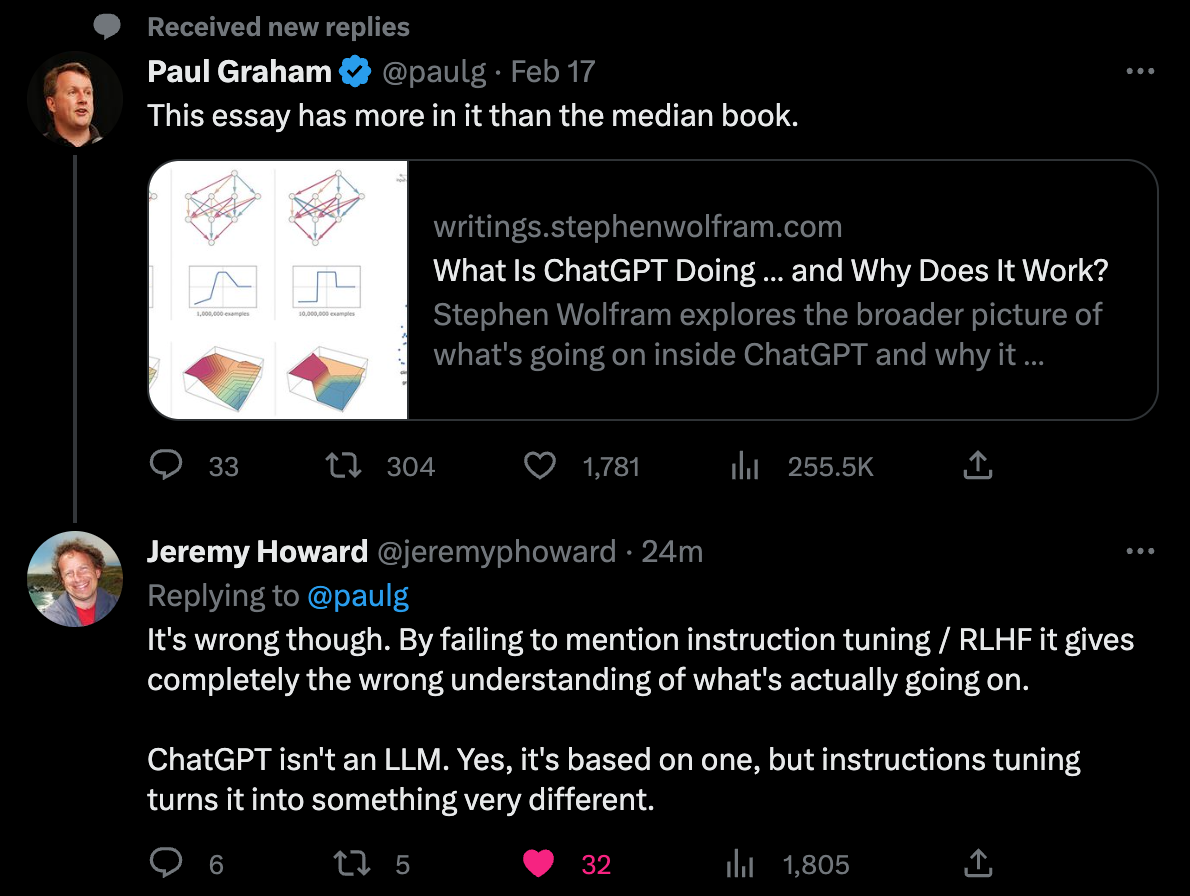 Received new replies
Paul Graham @paulg · Feb 17
This essay has more in it than the median book.
1,000,000 examples
10,000,000 examples
writings.stephenwolfram.com
What Is ChatGPT Doing ... and Why Does It Work?
Stephen Wolfram explores the broader picture of
what's going on inside ChatGPT and why it ...
33 304 1,781 255.5K
Jeremy Howard @jeremyphoward · 24m
Replying to @paulg
It's wrong though. By failing to mention instruction tuning / RLHF it gives
completely the wrong understanding of what's actually going on.
ChatGPT isn't an LLM. Yes, it's based on one, but instructions tuning
turns it into something very different.
6 5 32 1,805